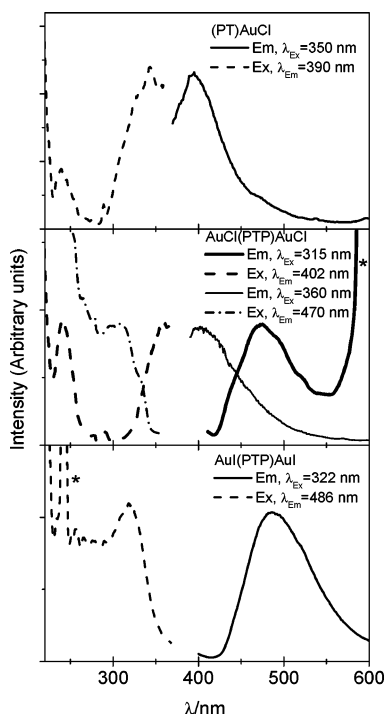 (PT)AuCl
Em, λEx=350 nm
Ex, λEm=390 nm
AuCl(PTP)AuCl
Em, λEx=315 nm
Ex, λEm=402 nm
Em, λEx=360 nm
Ex, λEm=470 nm
*
AuI(PTP)AuI
Em, λEx=322 nm
Ex, λEm=486 nm
*
Intensity (Arbitrary units)
300 400 500 600
λ/nm